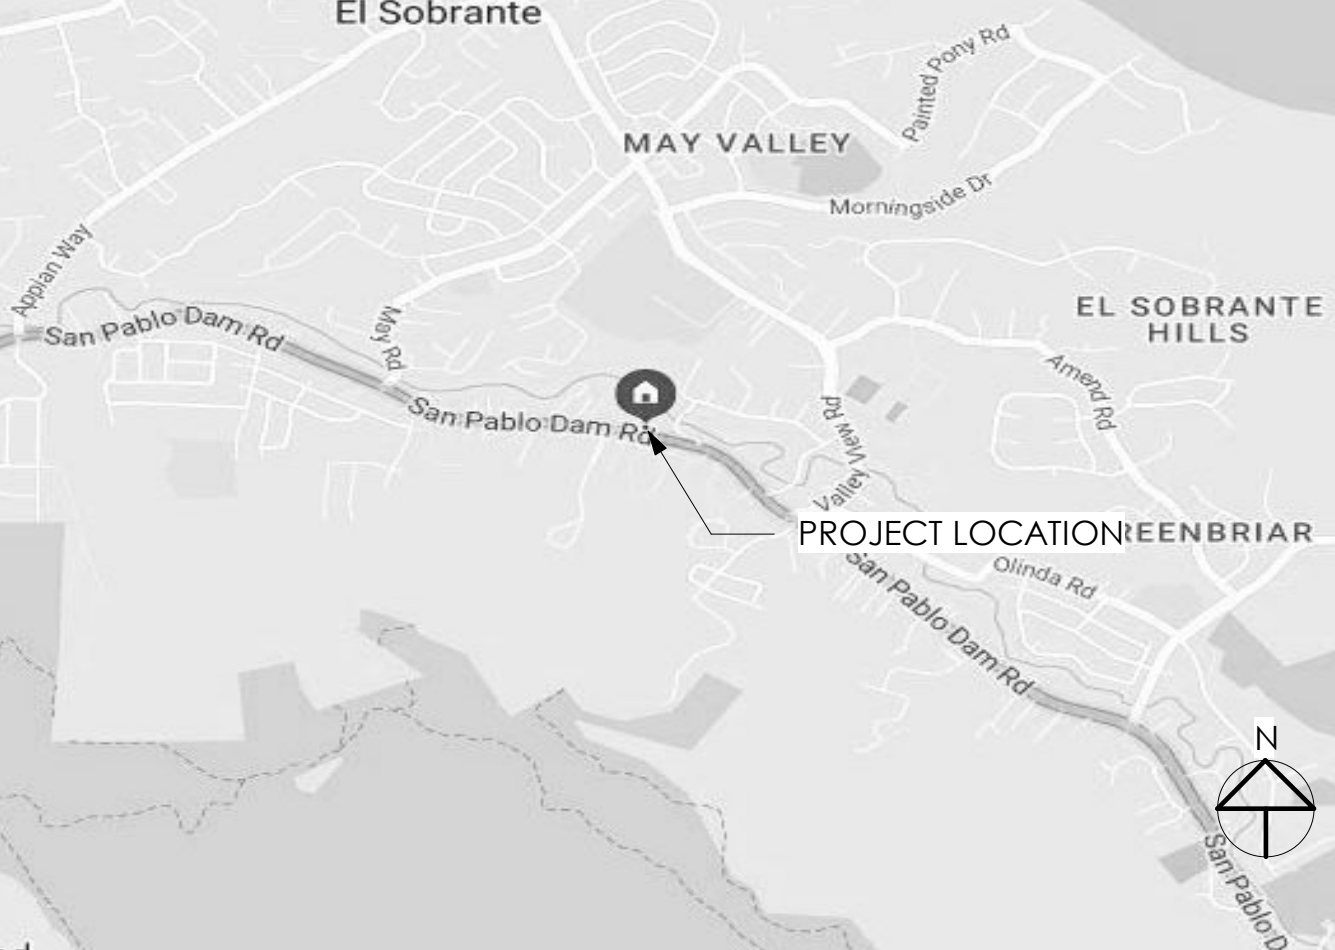 El Sobrante
Painted Pony Rd
MAY VALLEY
Morningside Dr
Appian Way
EL SOBRANTE
HILLS
San Pablo Dam Rd
May Rd
Amend Rd
San Pablo Dam Rd
Valley View Rd
PROJECT LOCATION
REENBRIAR
Olinda Rd
San Pablo Dam Rd
N
San Pablo D